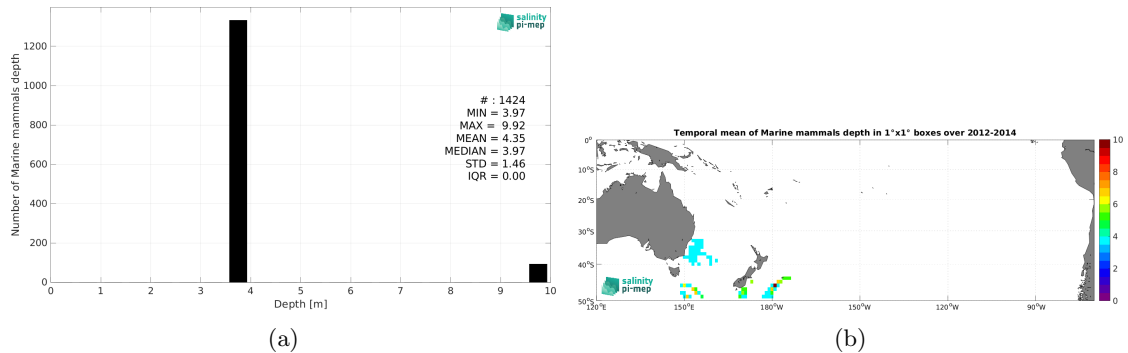 salinity
pi-mep
1200
1000
800
600
400
200
0
Number of Marine mammals depth
# : 1424
MIN = 3.97
MAX = 9.92
MEAN = 4.35
MEDIAN = 3.97
STD = 1.46
IQR = 0.00
0 1 2 3 4 5 6 7 8 9 10
Depth [m]
(a)
Temporal mean of Marine mammals depth in 1°x1° boxes over 2012-2014
0°
10°S
20°S
30°S
40°S
50°S
120°E 150°E 180°W 150°W 120°W 90°W
salinity
pi-mep
10
8
6
4
2
0
(b)